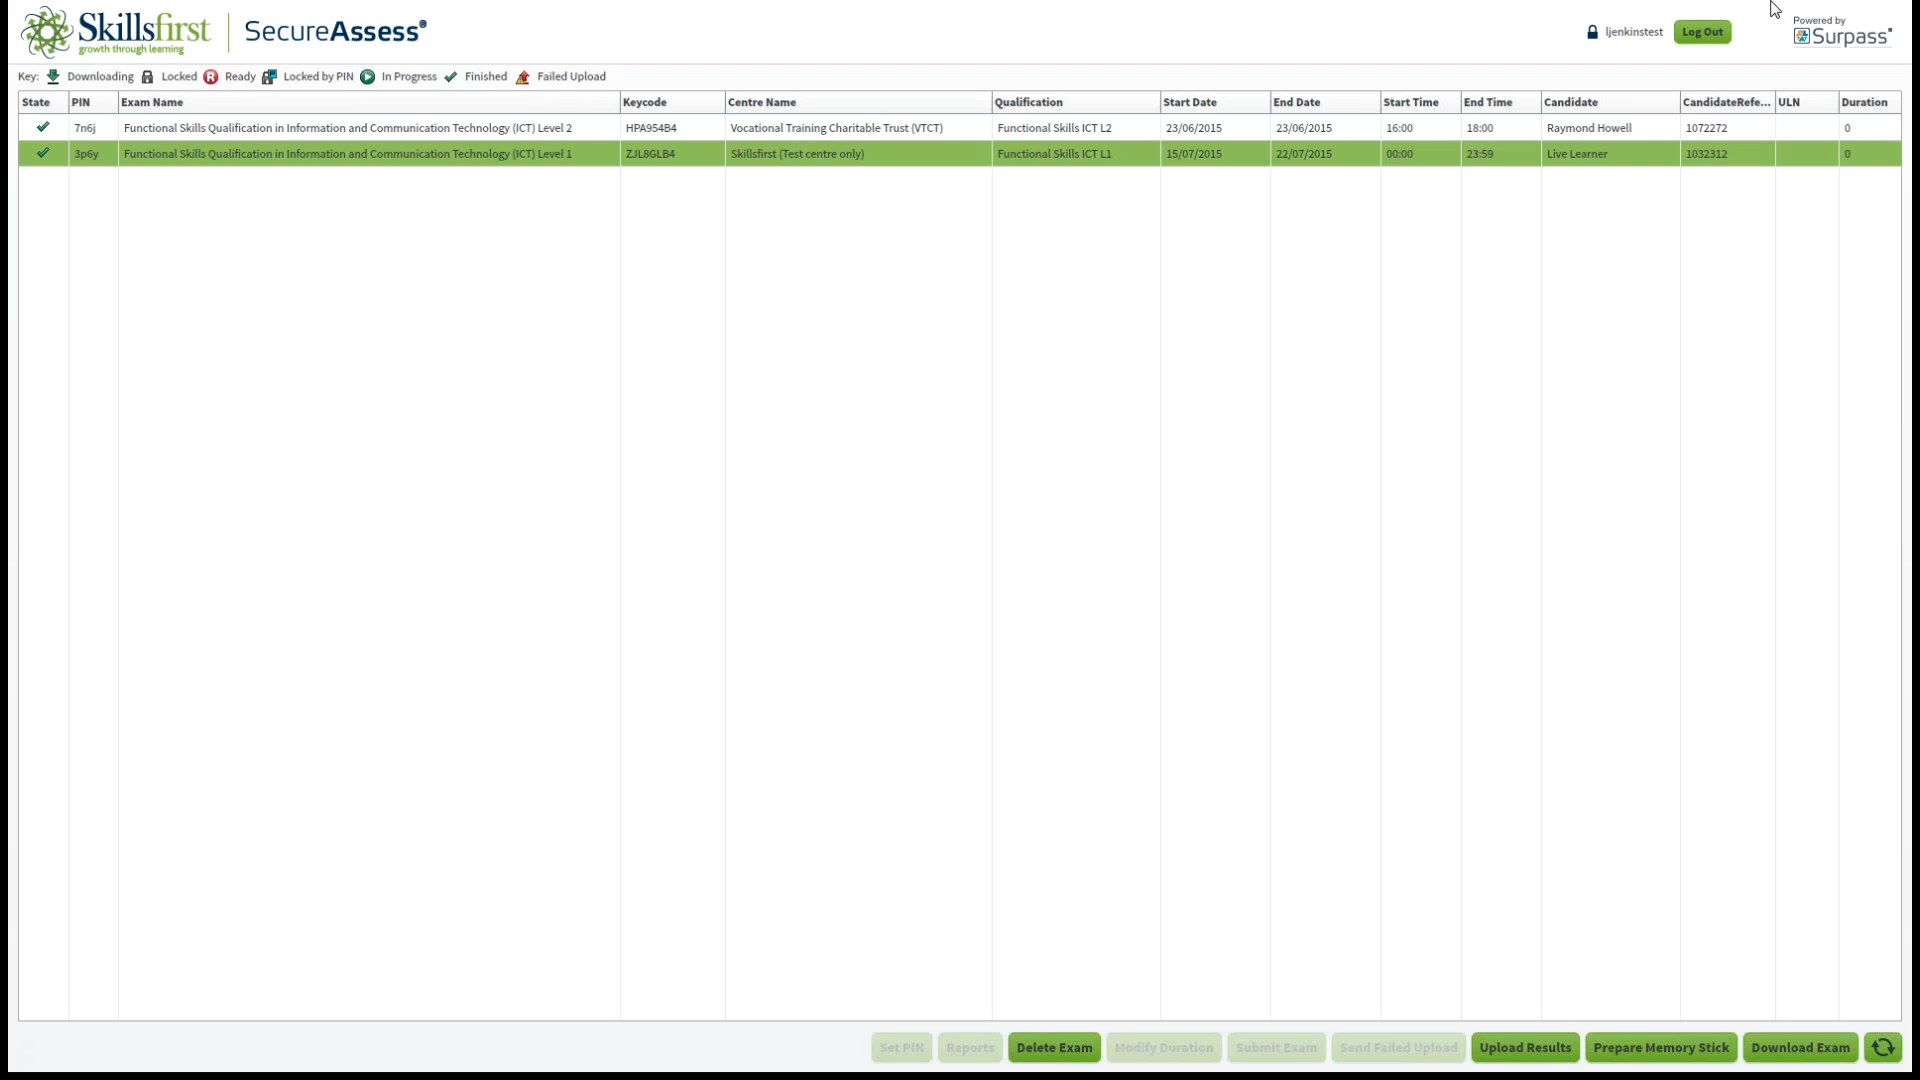 Skillsfirst
growth through learning
SecureAssess®
ljenkinstest
Log Out
Powered by
Surpass
Key: Downloading Locked Ready Locked by PIN In Progress Finished Failed Upload
State PIN Exam Name Keycode Centre Name Qualification Start Date End Date Start Time End Time Candidate CandidateRefe... ULN Duration
7n6j Functional Skills Qualification in Information and Communication Technology (ICT) Level 2 HPA954B4 Vocational Training Charitable Trust (VTCT) Functional Skills ICT L2 23/06/2015 23/06/2015 16:00 18:00 Raymond Howell 1072272 0
3p6y Functional Skills Qualification in Information and Communication Technology (ICT) Level 1 ZJL8GLB4 Skillsfirst (Test centre only) Functional Skills ICT L1 15/07/2015 22/07/2015 00:00 23:59 Live Learner 1032312 0
Set PIN Reports Delete Exam Modify Duration Submit Exam Send Failed Upload Upload Results Prepare Memory Stick Download Exam